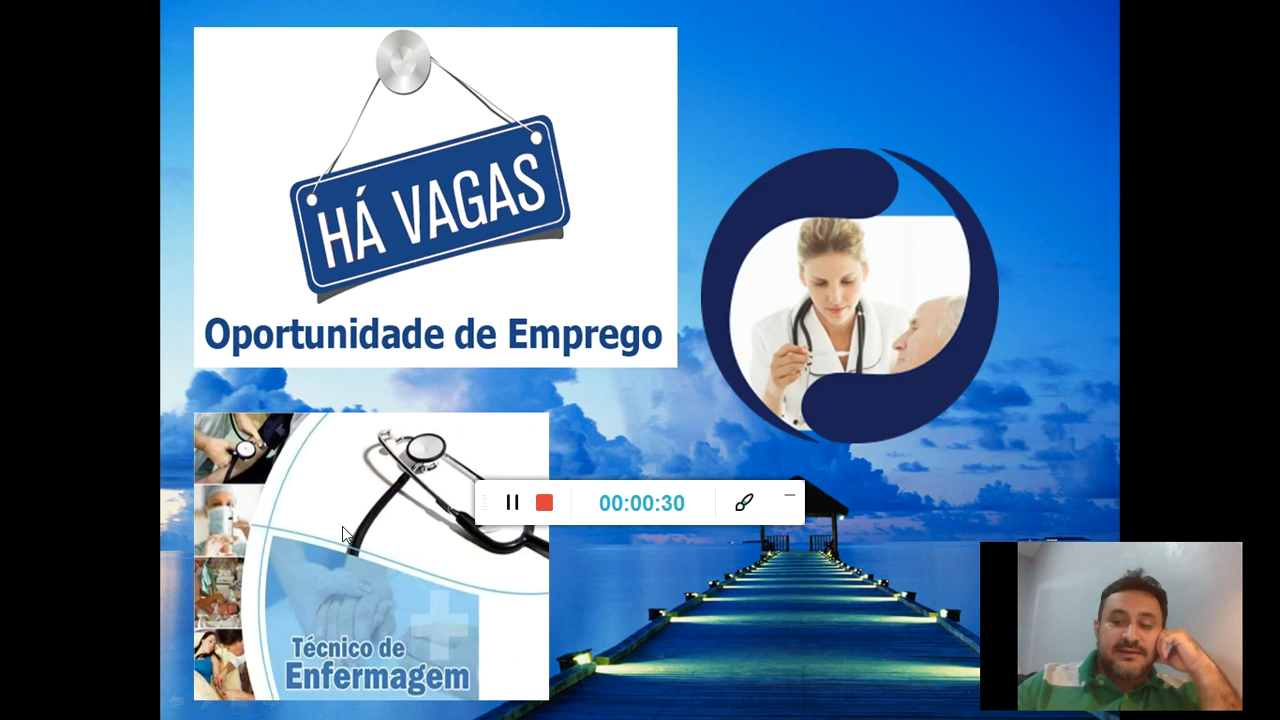 HÁ VAGAS
Oportunidade de Emprego
00:00:30
Técnico de
Enfermagem